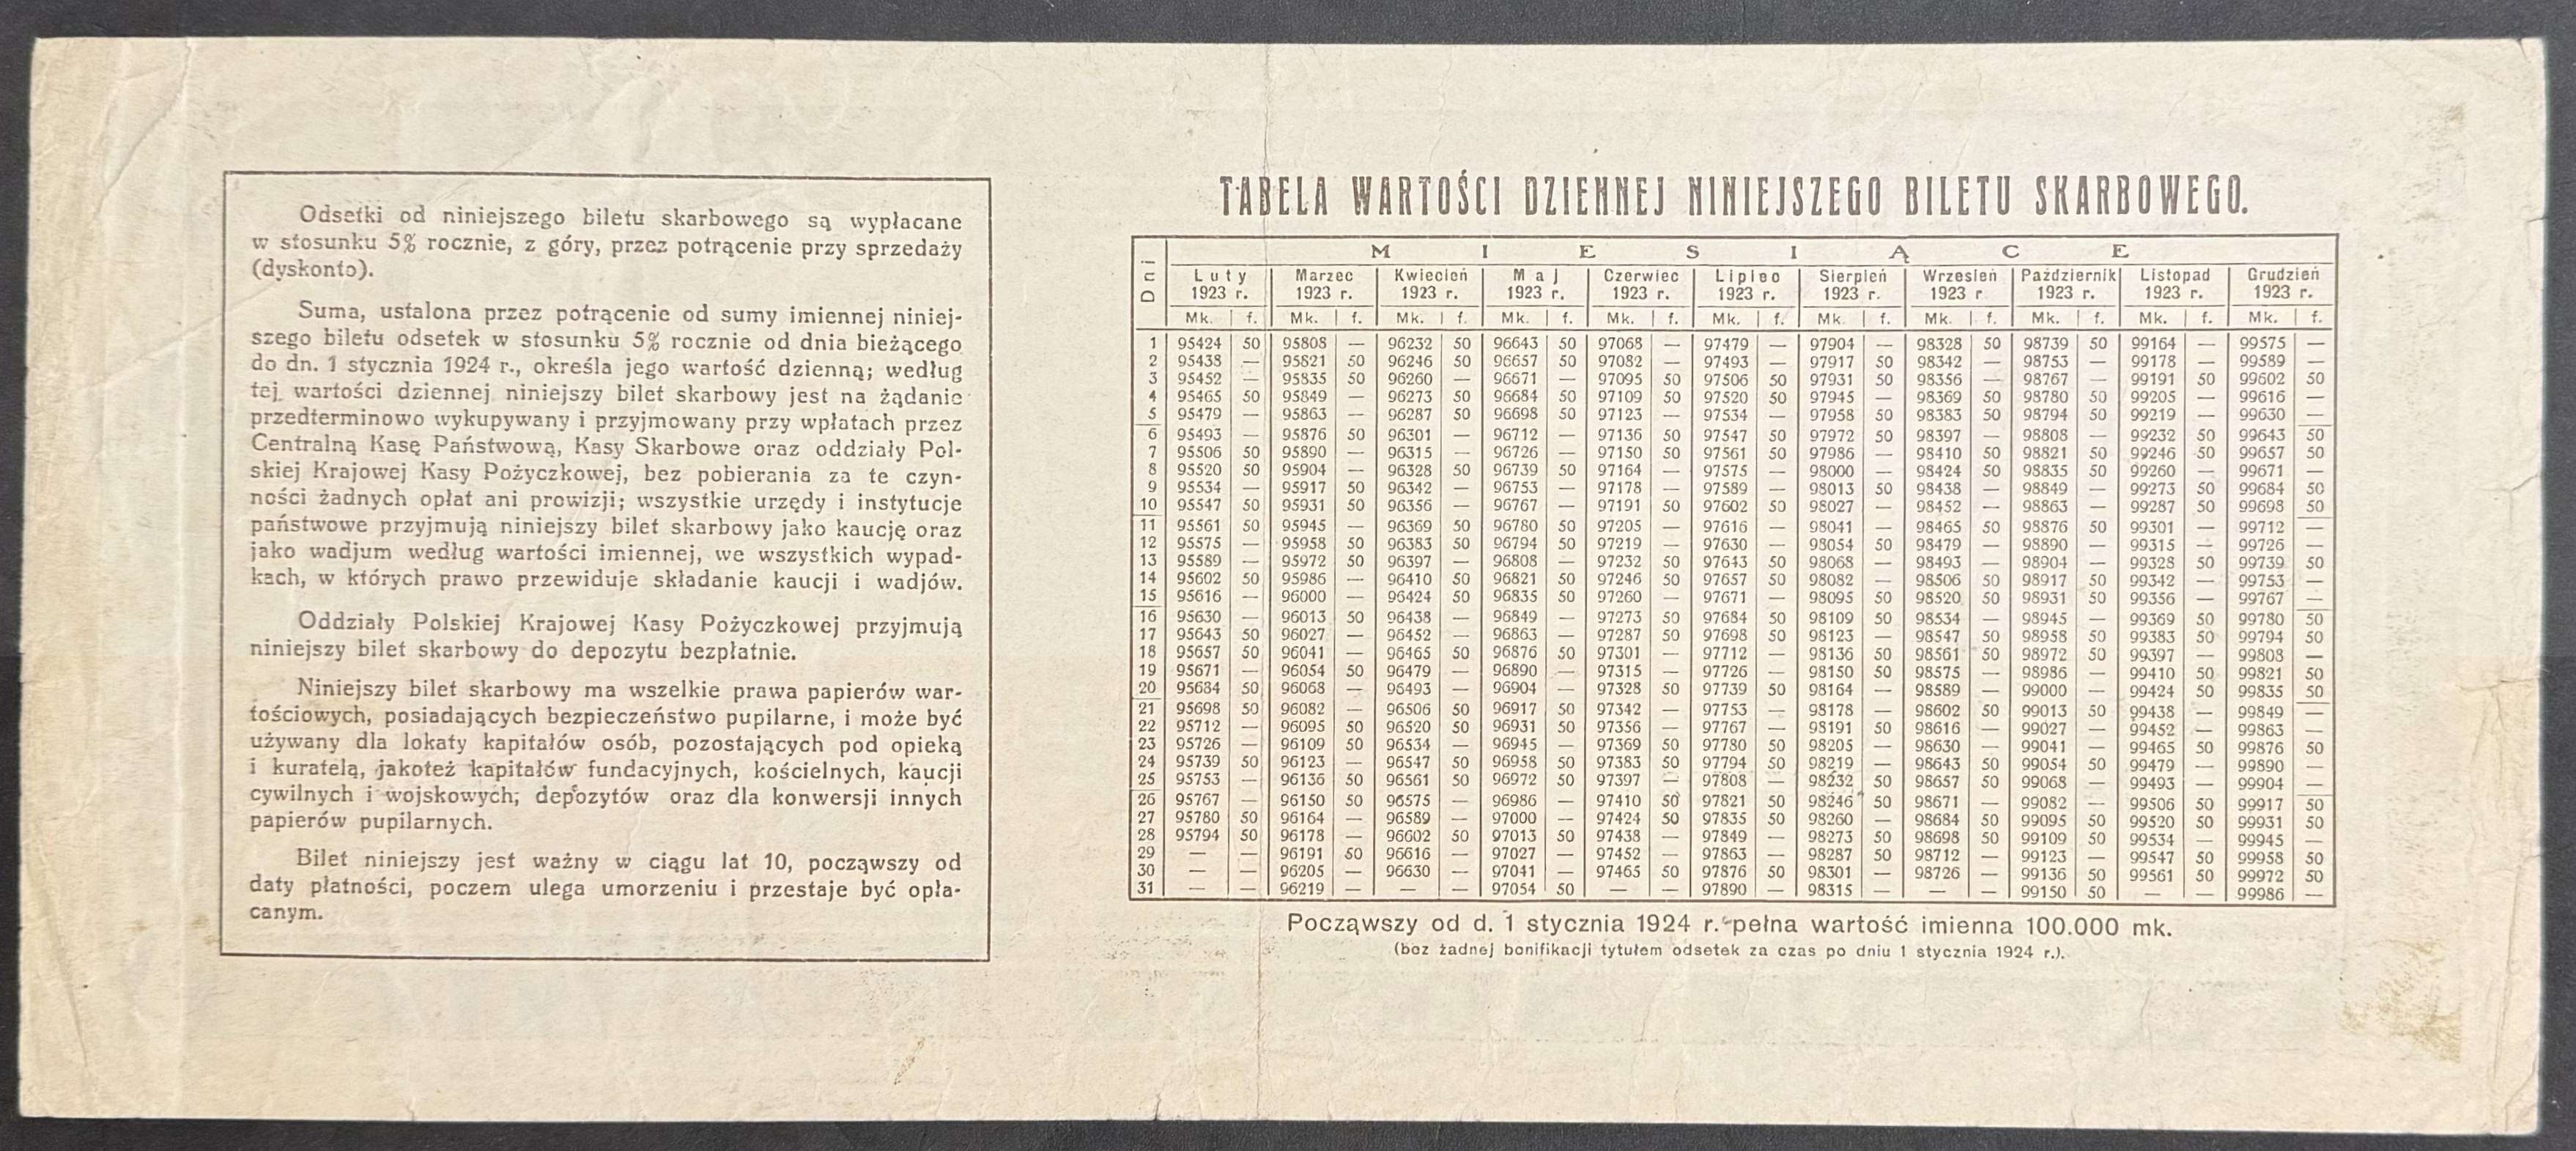 Odsetki od niniejszego biletu skarbowego są wypłacane
w stosunku 5% rocznie, z góry, przez potrącenie przy sprzedaży
(dyskonto).
Suma, ustalona przez potrącenie od sumy imiennej niniej-
szego biletu odsetek w stosunku 5% rocznie od dnia bieżącego
do dn. 1 stycznia 1924 r., określa jego wartość dzienną; według
tej wartości dziennej niniejszy bilet skarbowy jest na żądanie
przedterminowo wykupywany i przyjmowany przy wpłatach przez
Centralną Kasę Państwową, Kasy Skarbowe oraz oddziały Pol-
skiej Krajowej Kasy Pożyczkowej, bez pobierania za te czyn-
ności żadnych opłat ani prowizji; wszystkie urzędy i instytucje
państwowe przyjmują niniejszy bilet skarbowy jako kaucję oraz
jako wadjum według wartości imiennej, we wszystkich wypad-
kach, w których prawo przewiduje składanie kaucji i wadjów.
Oddziały Polskiej Krajowej Kasy Pożyczkowej przyjmują
niniejszy bilet skarbowy do depozytu bezpłatnie.
Niniejszy bilet skarbowy ma wszelkie prawa papierów war-
tościowych, posiadających bezpieczeństwo pupilarne, i może być
używany dla lokaty kapitałów osób, pozostających pod opieką
i kuratelą, jakoteż kapitałów fundacyjnych, kościelnych, kaucji
cywilnych i wojskowych, depozytów oraz dla konwersji innych
papierów pupilarnych.
Bilet niniejszy jest ważny w ciągu lat 10, począwszy od
daty płatności, poczem ulega umorzeniu i przestaje być opła-
canym.
TABELA WARTOŚCI DZIENNEJ NINIEJSZEGO BILETU SKARBOWEGO.
Dni MIESIĄCE
Luty Marzec Kwiecień Maj Czerwiec Lipiec Sierpień Wrzesień Październik Listopad Grudzień
1923 r. 1923 r. 1923 r. 1923 r. 1923 r. 1923 r. 1923 r. 1923 r 1923 r. 1923 r. 1923 r.
Mk. f. Mk. f. Mk. f. Mk. f. Mk. f. Mk. f. Mk. f. Mk. f. Mk. f. Mk. f. Mk. f.
1 95424 50 95808 — 96232 50 96643 50 97068 — 97479 — 97904 — 98328 50 98739 50 99164 — 99575 —
2 95438 — 95821 50 96246 50 96657 50 97082 — 97493 — 97917 50 98342 — 98753 — 99178 — 99589 —
3 95452 — 95835 50 96260 — 96671 — 97095 50 97506 50 97931 50 98356 — 98767 — 99191 50 99602 50
4 95465 50 95849 — 96273 50 96684 50 97109 50 97520 50 97945 — 98369 50 98780 50 99205 — 99616 —
5 95479 — 95863 — 96287 50 96698 50 97123 — 97534 — 97958 50 98383 50 98794 50 99219 — 99630 —
6 95493 — 95876 50 96301 — 96712 — 97136 50 97547 50 97972 50 98397 — 98808 — 99232 50 99643 50
7 95506 50 95890 — 96315 — 96726 — 97150 50 97561 50 97986 — 98410 50 98821 50 99246 50 99657 50
8 95520 50 95904 — 96328 50 96739 50 97164 — 97575 — 98000 — 98424 50 98835 50 99260 — 99671 —
9 95534 — 95917 50 96342 — 96753 — 97178 — 97589 — 98013 50 98438 — 98849 — 99273 50 99684 50
10 95547 50 95931 50 96356 — 96767 — 97191 50 97602 50 98027 — 98452 — 98863 — 99287 50 99698 50
11 95561 50 95945 — 96369 50 96780 50 97205 — 97616 — 98041 — 98465 50 98876 50 99301 — 99712 —
12 95575 — 95958 50 96383 50 96794 50 97219 — 97630 — 98054 50 98479 — 98890 — 99315 — 99726 —
13 95589 — 95972 50 96397 — 96808 — 97232 50 97643 50 98068 — 98493 — 98904 — 99328 50 99739 50
14 95602 50 95986 — 96410 50 96821 50 97246 50 97657 50 98082 — 98506 50 98917 50 99342 — 99753 —
15 95616 — 96000 — 96424 50 96835 50 97260 — 97671 — 98095 50 98520 50 98931 50 99356 — 99767 —
16 95630 — 96013 50 96438 — 96849 — 97273 50 97684 50 98109 50 98534 — 98945 — 99369 50 99780 50
17 95643 50 96027 — 96452 — 96863 — 97287 50 97698 50 98123 — 98547 50 98958 50 99383 50 99794 50
18 95657 50 96041 — 96465 50 96876 50 97301 — 97712 — 98136 50 98561 50 98972 50 99397 — 99808 —
19 95671 — 96054 50 96479 — 96890 — 97315 — 97726 — 98150 50 98575 — 98986 — 99410 50 99821 50
20 95684 50 96068 — 96493 — 96904 — 97328 50 97739 50 98164 — 98589 — 99000 — 99424 50 99835 50
21 95698 50 96082 — 96506 50 96917 50 97342 — 97753 — 98178 — 98602 50 99013 50 99438 — 99849 —
22 95712 — 96095 50 96520 50 96931 50 97356 — 97767 — 98191 50 98616 — 99027 — 99452 — 99863 —
23 95726 — 96109 50 96534 — 96945 — 97369 50 97780 50 98205 — 98630 — 99041 — 99465 50 99876 50
24 95739 50 96123 — 96547 50 96958 50 97383 50 97794 50 98219 — 98643 50 99054 50 99479 — 99890 —
25 95753 — 96136 50 96561 50 96972 50 97397 — 97808 — 98232 50 98657 50 99068 — 99493 — 99904 —
26 95767 — 96150 50 96575 — 96986 — 97410 50 97821 50 98246 50 98671 — 99082 — 99506 50 99917 50
27 95780 50 96164 — 96589 — 97000 — 97424 50 97835 50 98260 — 98684 50 99095 50 99520 50 99931 50
28 95794 50 96178 — 96602 50 97013 50 97438 — 97849 — 98273 50 98698 50 99109 50 99534 — 99945 —
29 — — 96191 50 96616 — 97027 — 97452 — 97863 — 98287 50 98712 — 99123 — 99547 50 99958 50
30 — — 96205 — 96630 — 97041 — 97465 50 97876 50 98301 — 98726 — 99136 50 99561 50 99972 50
31 — — 96219 — — — 97054 50 — — 97890 — 98315 — — — 99150 50 — — 99986 —
Począwszy od d. 1 stycznia 1924 r. pełna wartość imienna 100.000 mk.
(bez żadnej bonifikacji tytułem odsetek za czas po dniu 1 stycznia 1924 r.).